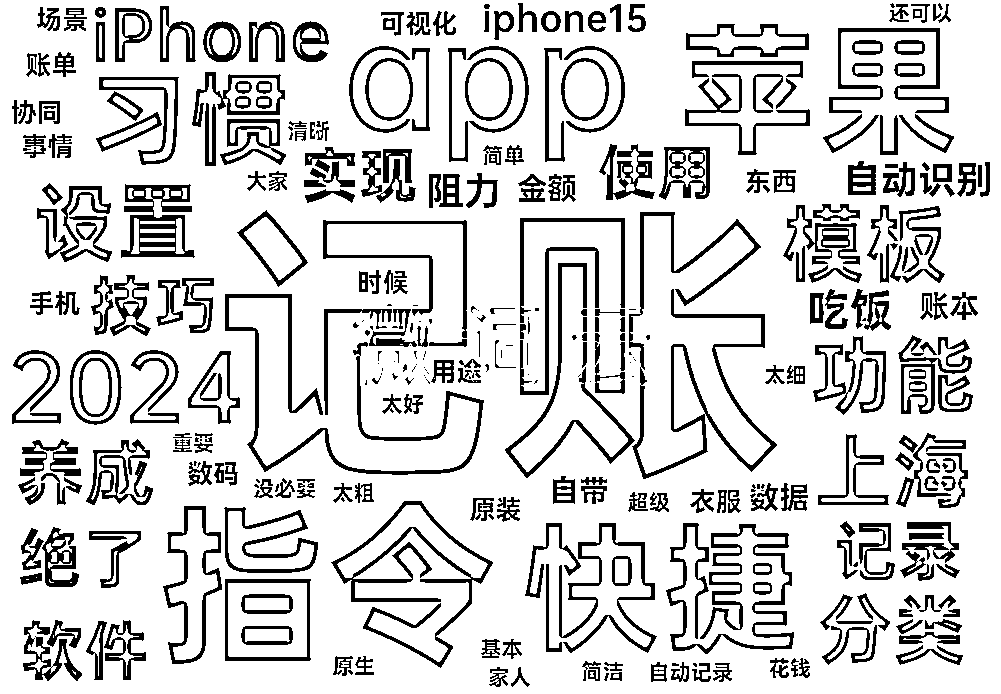 场景
iPhone
可视化
iphone15
还可以
账单
习惯
app
苹果
协同
事情
清晰
简单
大家
实现
阻力
金额
使用
东西
自动识别
设置
记账
模板
时候
手机
技巧
吃饭
账本
用途
太好
2024
太细
功能
重要
养成
数码
没必要
太粗
原装
自带
超级
衣服
数据
上海
绝了
指令
快捷
记录
软件
原生
基本
家人
简洁
自动记录
花钱
分类